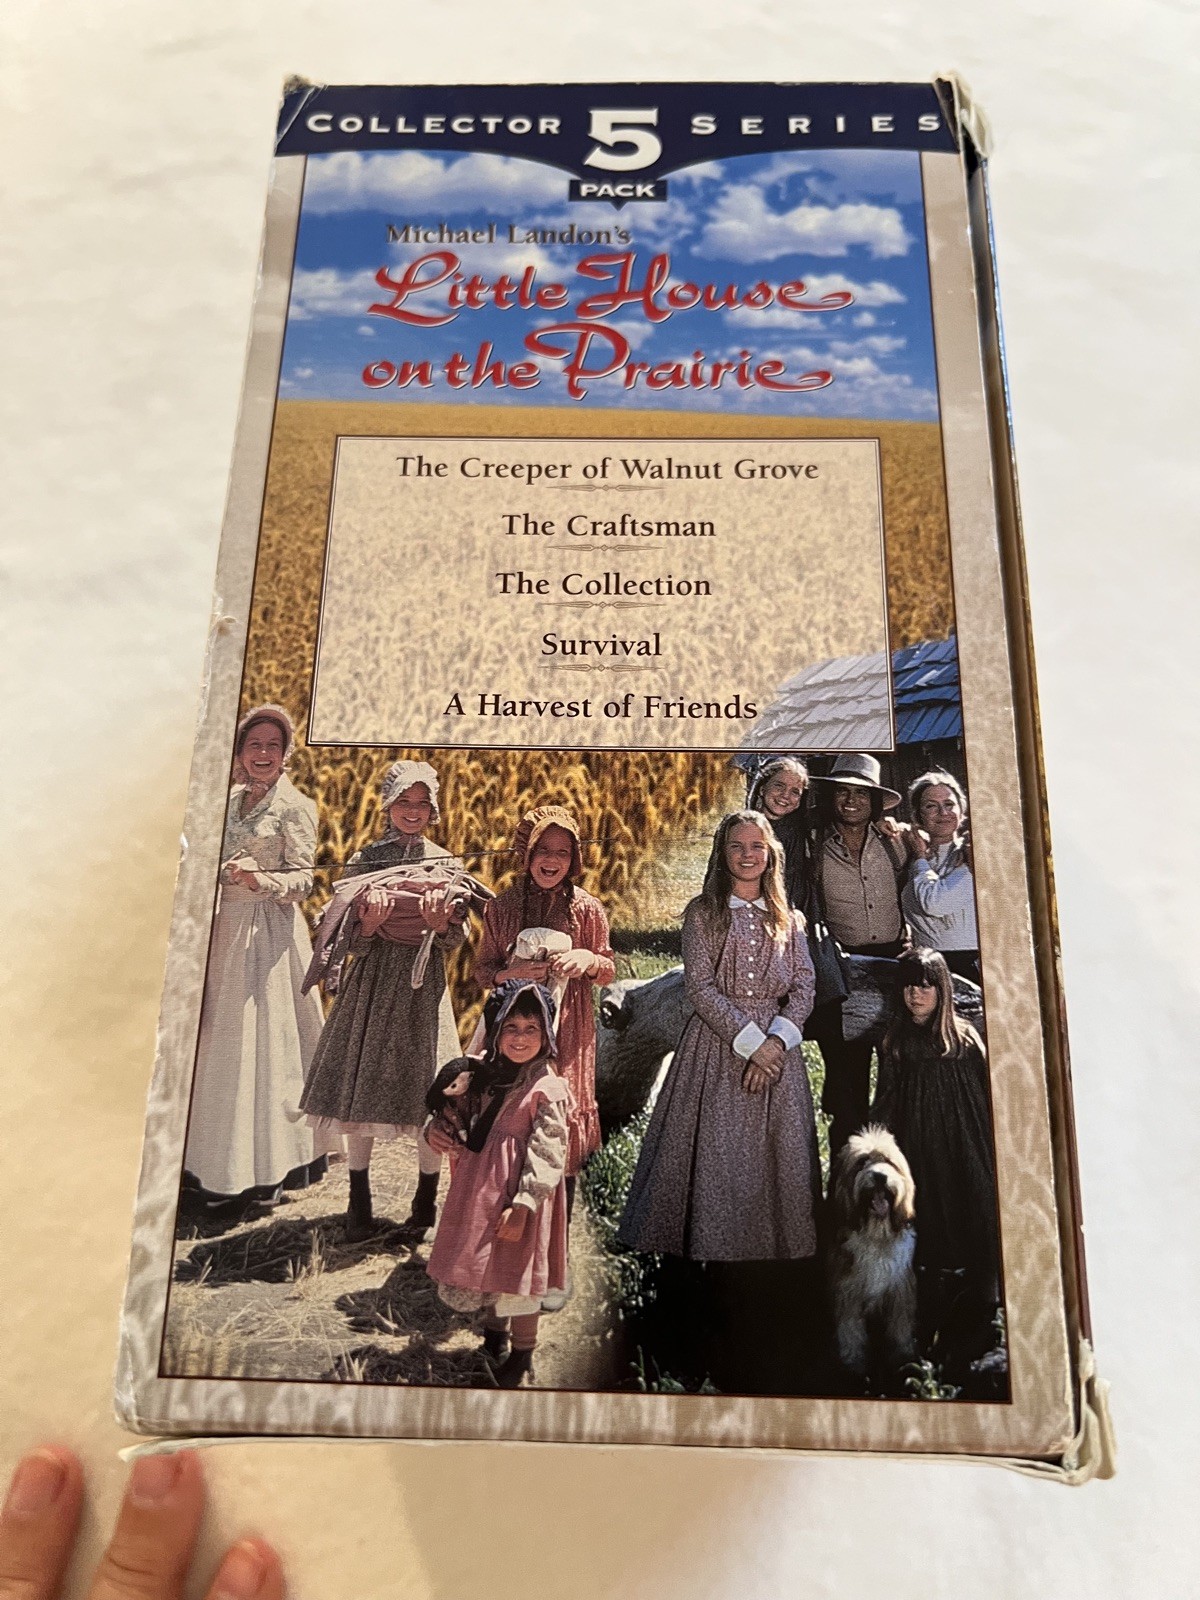 COLLECTOR 5 SERIES
PACK
Michael Landon's
Little House
on the Prairie
The Creeper of Walnut Grove
The Craftsman
The Collection
Survival
A Harvest of Friends